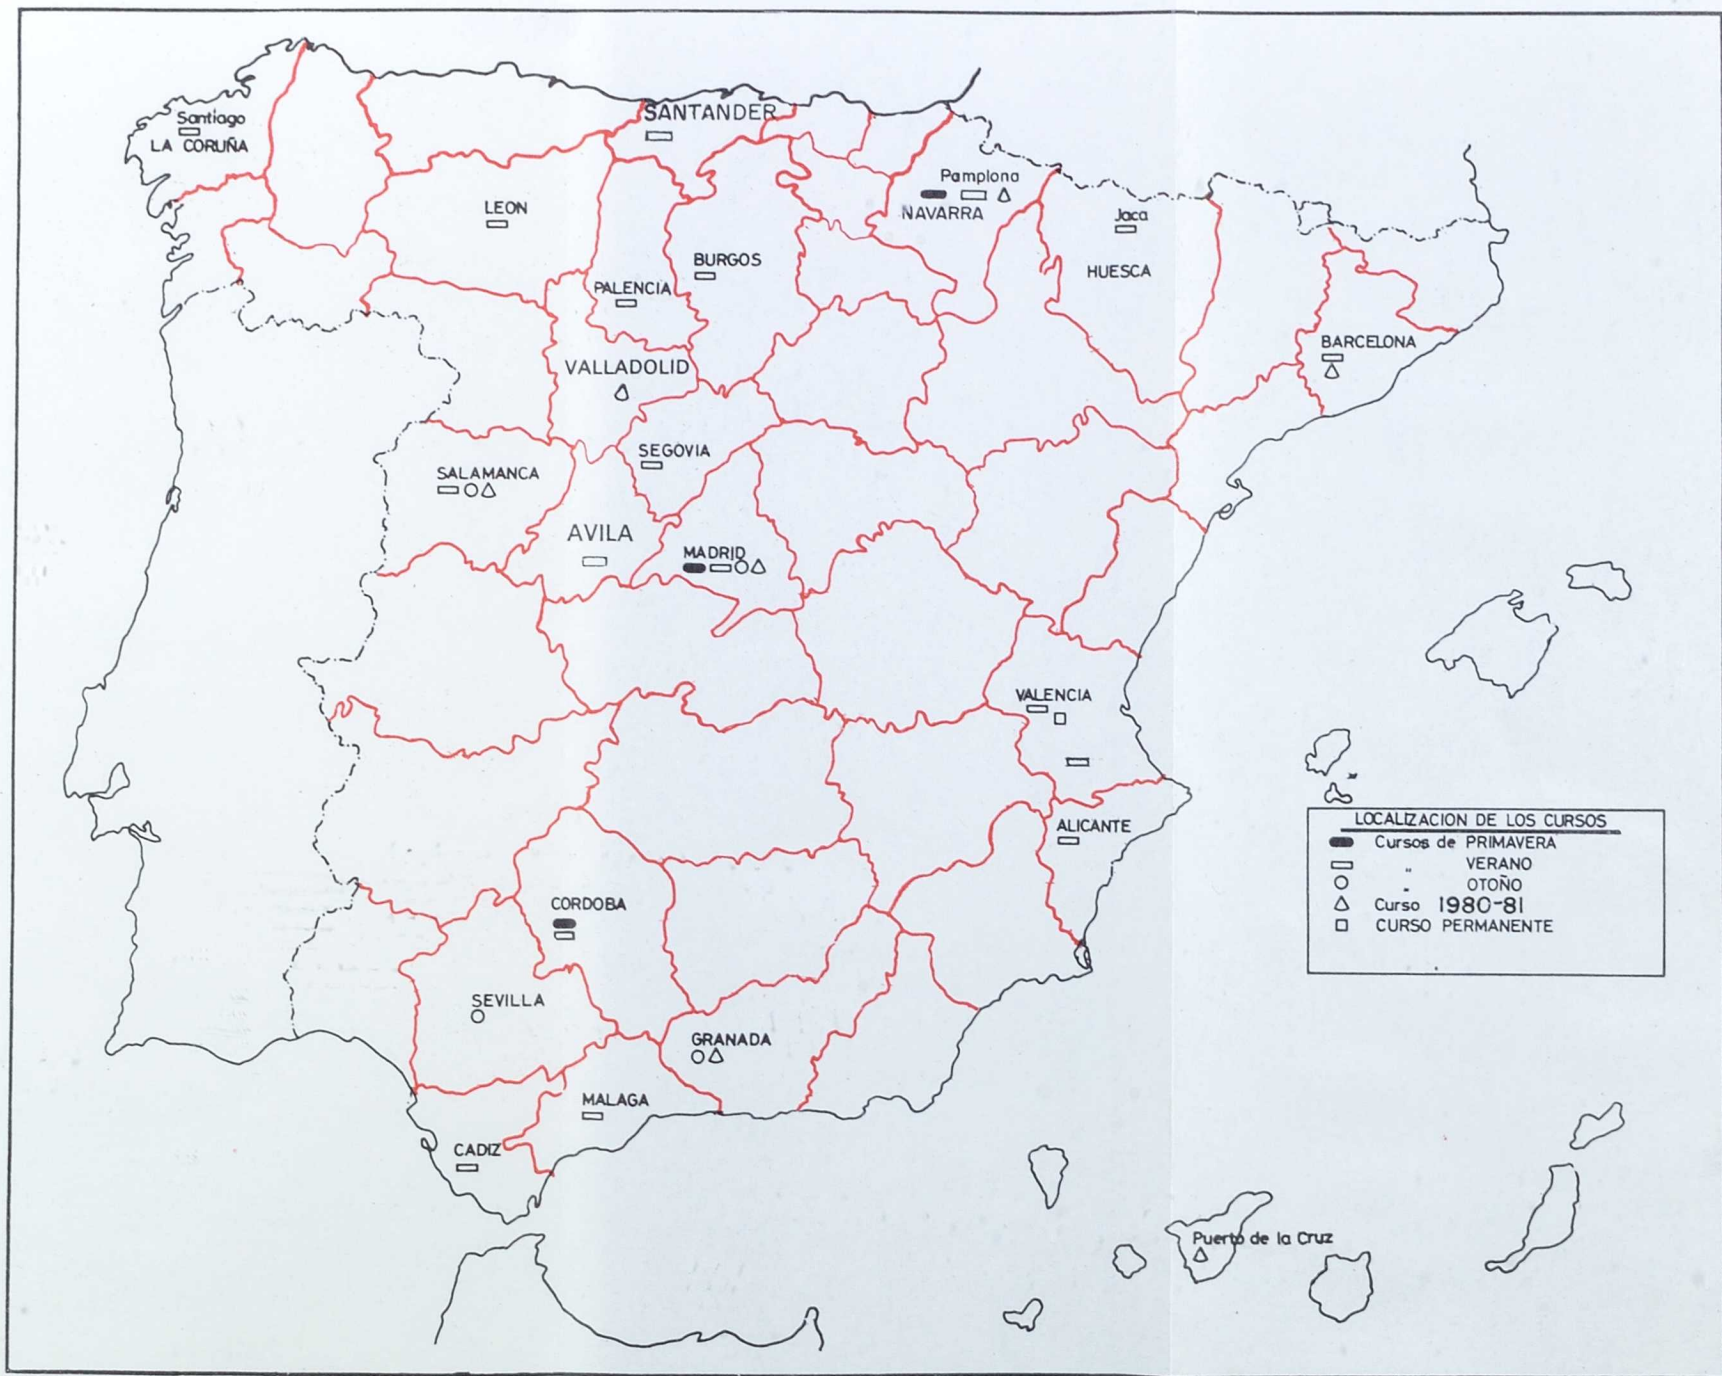 SANTANDER
Santiago
LA CORUÑA
Pamplona
NAVARRA
LEON
Jaca
HUESCA
BURGOS
PALENCIA
BARCELONA
VALLADOLID
SEGOVIA
SALAMANCA
AVILA
MADRID
VALENCIA
ALICANTE
CORDOBA
SEVILLA
GRANADA
MALAGA
CADIZ
Puerto de la Cruz
LOCALIZACION DE LOS CURSOS
Cursos de PRIMAVERA
" VERANO
" OTOÑO
Curso 1980-81
CURSO PERMANENTE